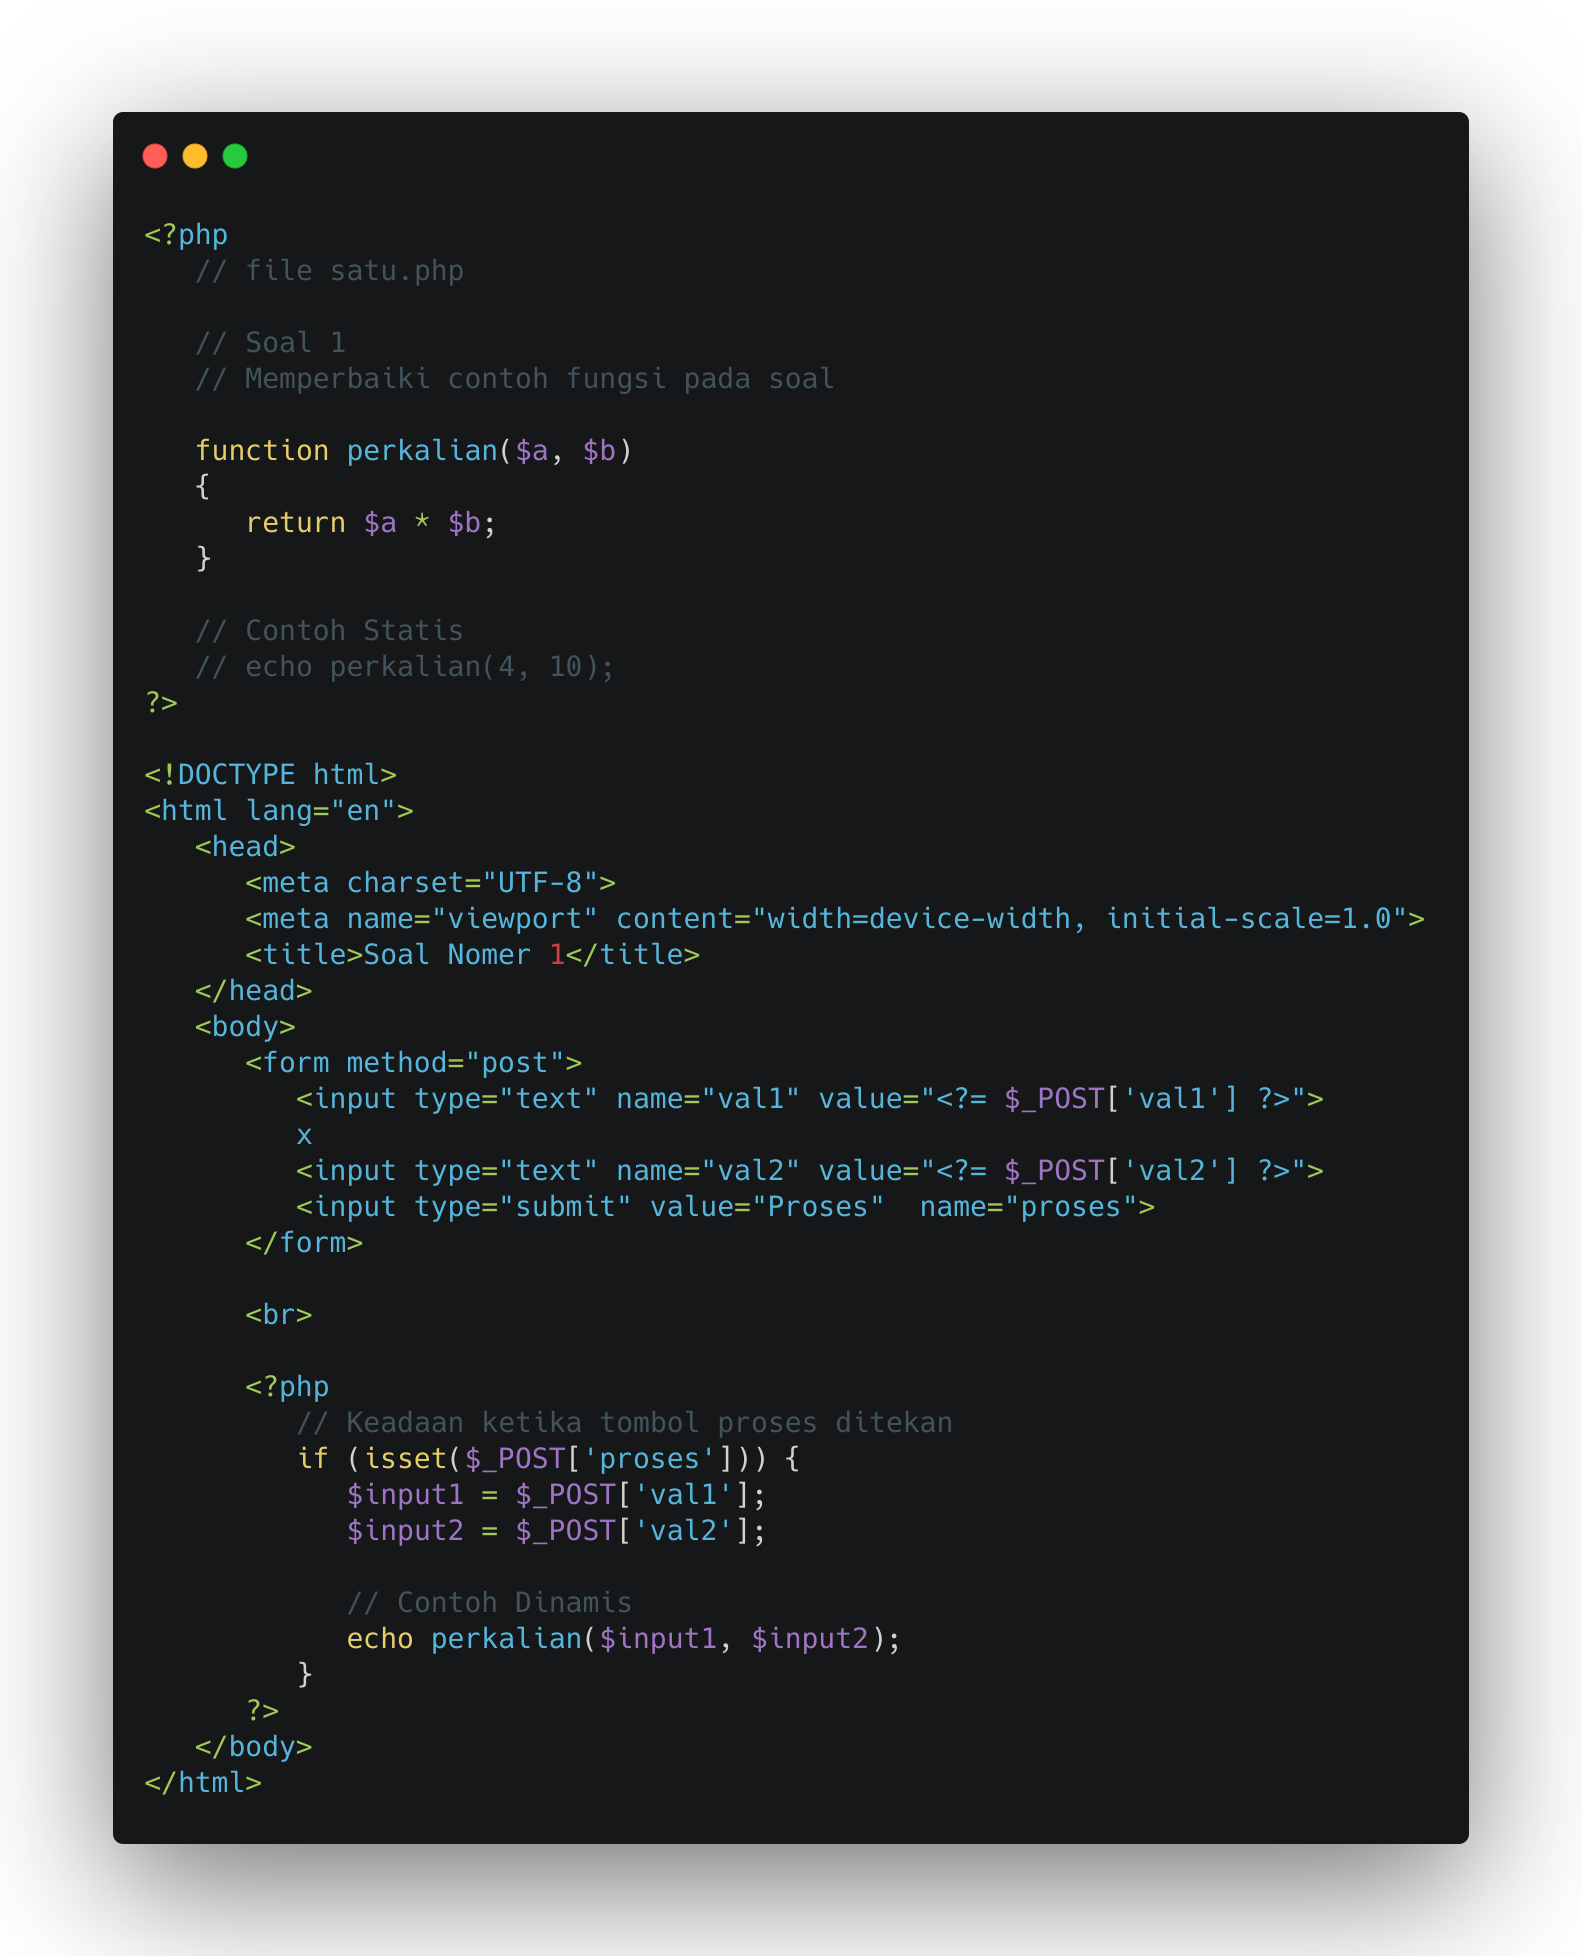 <?php
   // file satu.php

   // Soal 1
   // Memperbaiki contoh fungsi pada soal

   function perkalian($a, $b)
   {
      return $a * $b;
   }

   // Contoh Statis
   // echo perkalian(4, 10);
?>

<!DOCTYPE html>
<html lang="en">
   <head>
      <meta charset="UTF-8">
      <meta name="viewport" content="width=device-width, initial-scale=1.0">
      <title>Soal Nomer 1</title>
   </head>
   <body>
      <form method="post">
         <input type="text" name="val1" value="<?= $_POST['val1'] ?>">
         x
         <input type="text" name="val2" value="<?= $_POST['val2'] ?>">
         <input type="submit" value="Proses"  name="proses">
      </form>

      <br>

      <?php
         // Keadaan ketika tombol proses ditekan
         if (isset($_POST['proses'])) {
            $input1 = $_POST['val1'];
            $input2 = $_POST['val2'];

            // Contoh Dinamis
            echo perkalian($input1, $input2);
         }
      ?>
   </body>
</html>